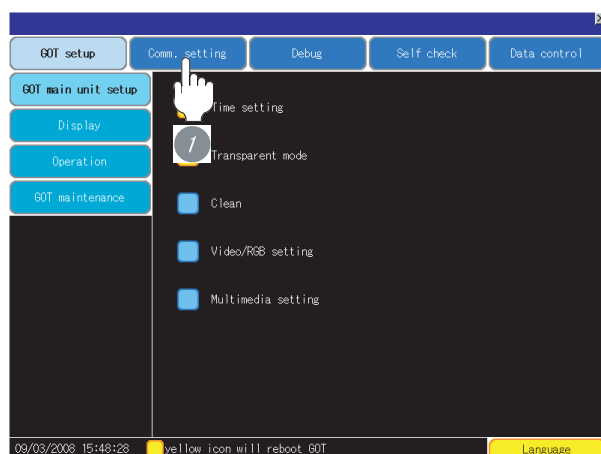 GOT setup
Comm. setting
Debug
Self check
Data control
GOT main unit setup
Display
Operation
GOT maintenance
Time setting
1
Transparent mode
Clean
Video/RGB setting
Multimedia setting
09/03/2008 15:48:28
yellow icon will reboot GOT
Language